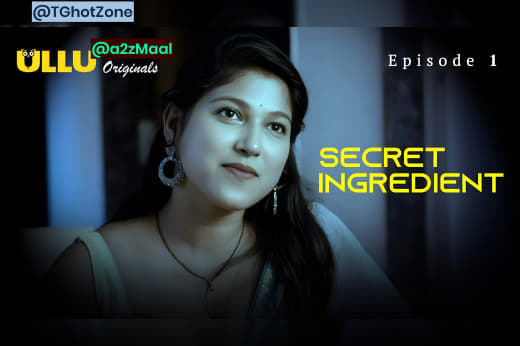 @TGhotZone
ULLU
@a2zMaal
Originals
Episode 1
SECRET
INGREDIENT